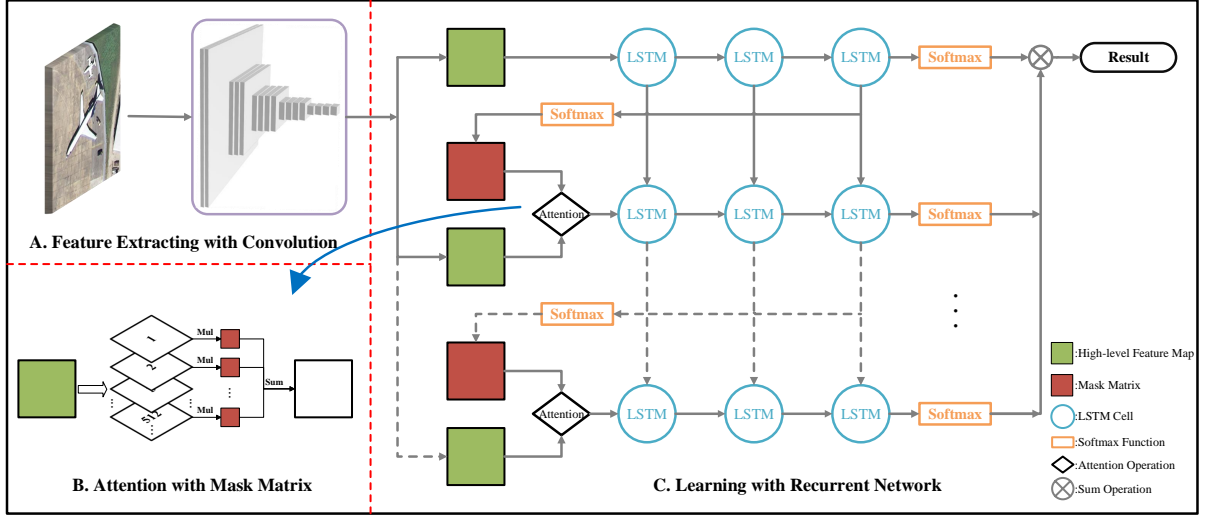 LSTM LSTM LSTM Softmax Result
Softmax
Attention LSTM LSTM LSTM Softmax
A. Feature Extracting with Convolution
Softmax
1 Mul
2 Mul
Sum
512 Mul
Attention LSTM LSTM LSTM Softmax
:High-level Feature Map
:Mask Matrix
:LSTM Cell
:Softmax Function
:Attention Operation
:Sum Operation
B. Attention with Mask Matrix
C. Learning with Recurrent Network